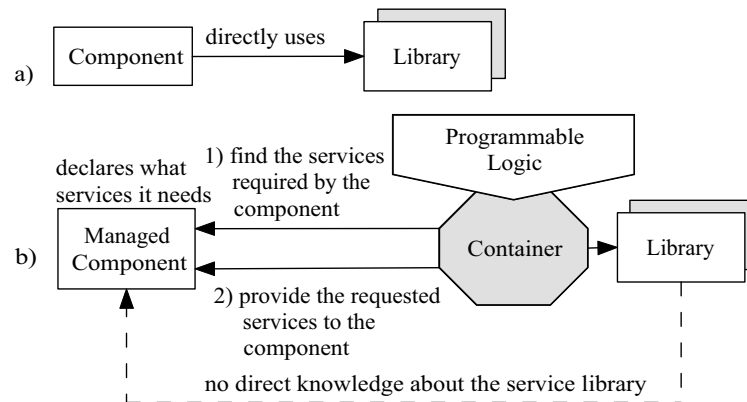 a)
Component
directly uses
Library
b)
declares what
services it needs
Managed
Component
1) find the services
required by the
component
2) provide the requested
services to the
component
Programmable
Logic
Container
Library
no direct knowledge about the service library